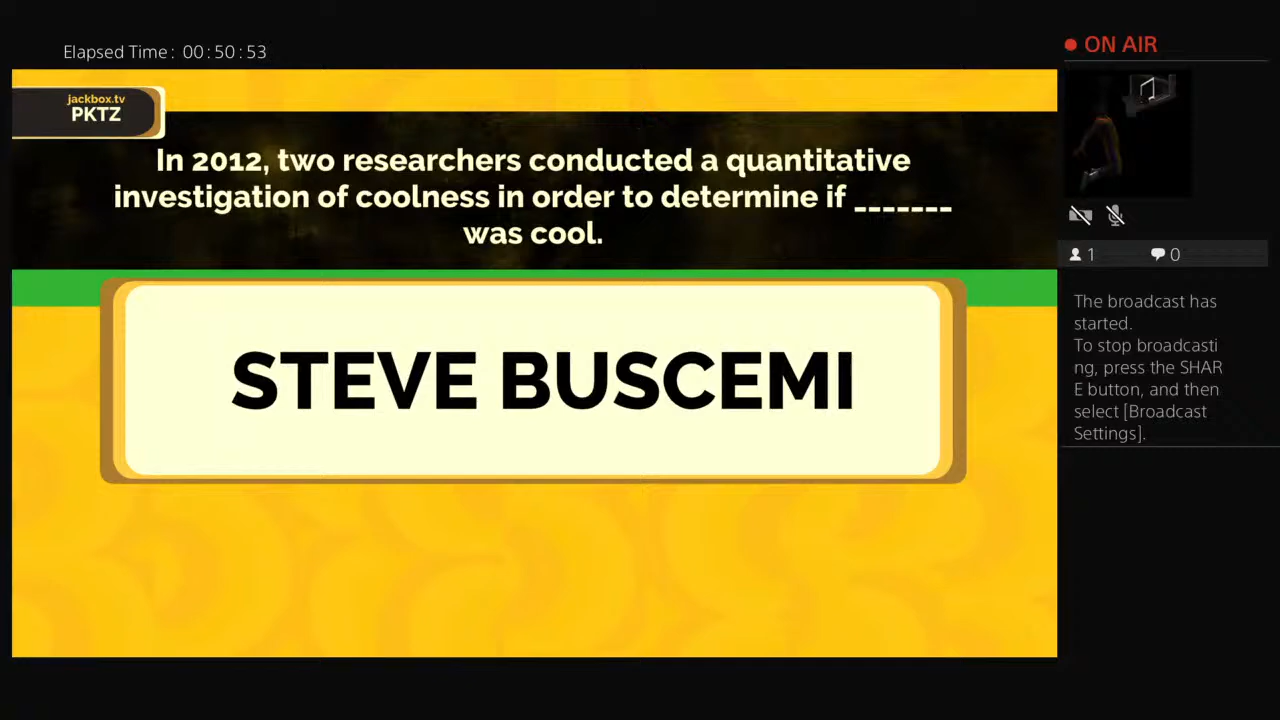 Elapsed Time: 00:50:53
ON AIR
jackbox.tv
PKTZ
In 2012, two researchers conducted a quantitative
investigation of coolness in order to determine if _______
was cool.
STEVE BUSCEMI
1
0
The broadcast has
started.
To stop broadcasti
ng, press the SHAR
E button, and then
select [Broadcast
Settings].